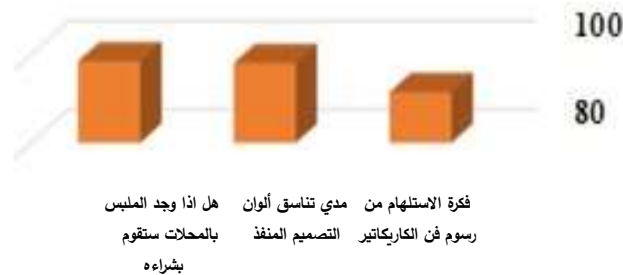 100
80
فكرة الاستلهام من
رسوم فن الكاريكاتير
مدي تناسق ألوان
التصميم المنفذ
هل اذا وجد الملبس
بالمحلات ستقوم
بشراءه